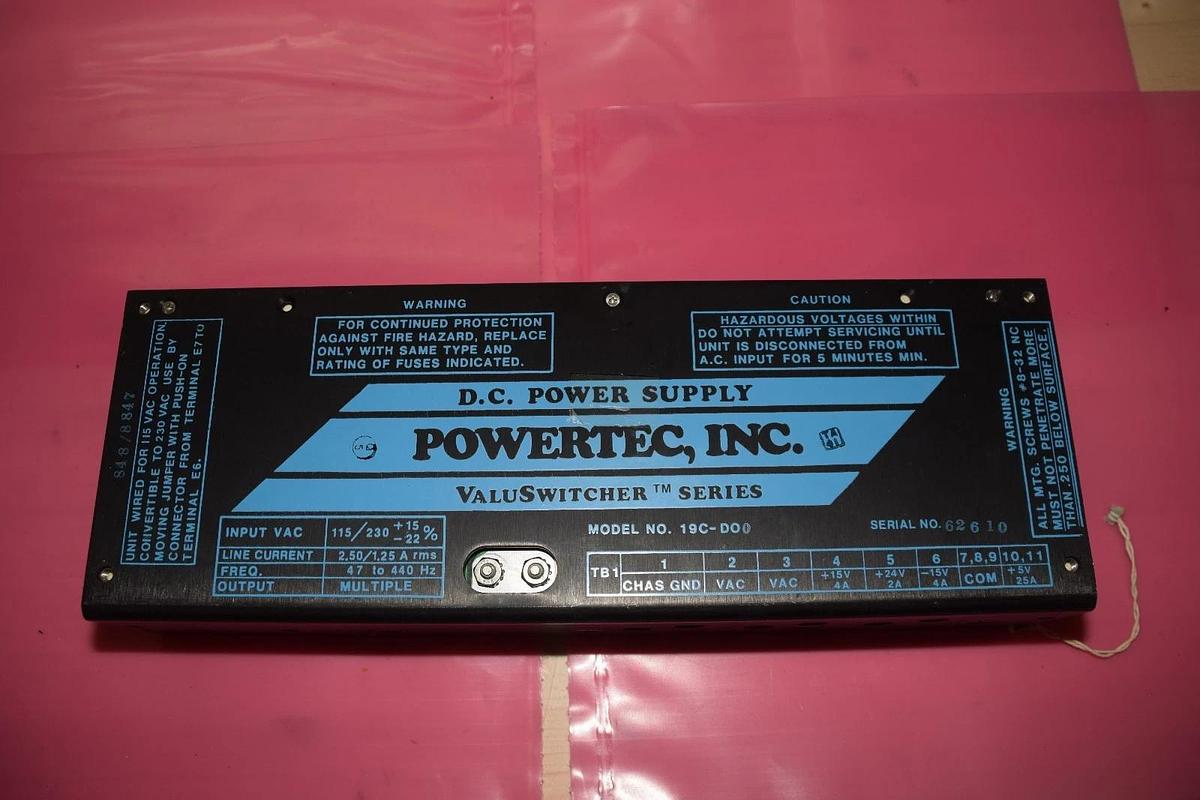 WARNING
FOR CONTINUED PROTECTION
AGAINST FIRE HAZARD, REPLACE
ONLY WITH SAME TYPE AND
RATING OF FUSES INDICATED.
CAUTION
HAZARDOUS VOLTAGES WITHIN
DO NOT ATTEMPT SERVICING UNTIL
UNIT IS DISCONNECTED FROM
A.C. INPUT FOR 5 MINUTES MIN.
848/8847
UNIT WIRED FOR 115 VAC OPERATION,
CONVERTIBLE TO 230 VAC USE BY
MOVING JUMPER WITH PUSH-ON
CONNECTOR FROM TERMINAL E7 TO
TERMINAL E6.
D.C. POWER SUPPLY
POWERTEC, INC.
VALUSWITCHER™ SERIES
WARNING
ALL MTG. SCREWS #8-32 NC
MUST NOT PENETRATE MORE
THAN .250 BELOW SURFACE.
INPUT VAC 115/230 +15 -22 %
LINE CURRENT 2.50/1.25 A rms
FREQ. 47 to 440 Hz
OUTPUT MULTIPLE
MODEL NO. 19C-D00
SERIAL NO. 62610
TB1 1 2 3 4 5 6 7,8,9 10,11
CHAS GND VAC VAC +15V 4A +24V 2A -15V 4A COM +5V 25A